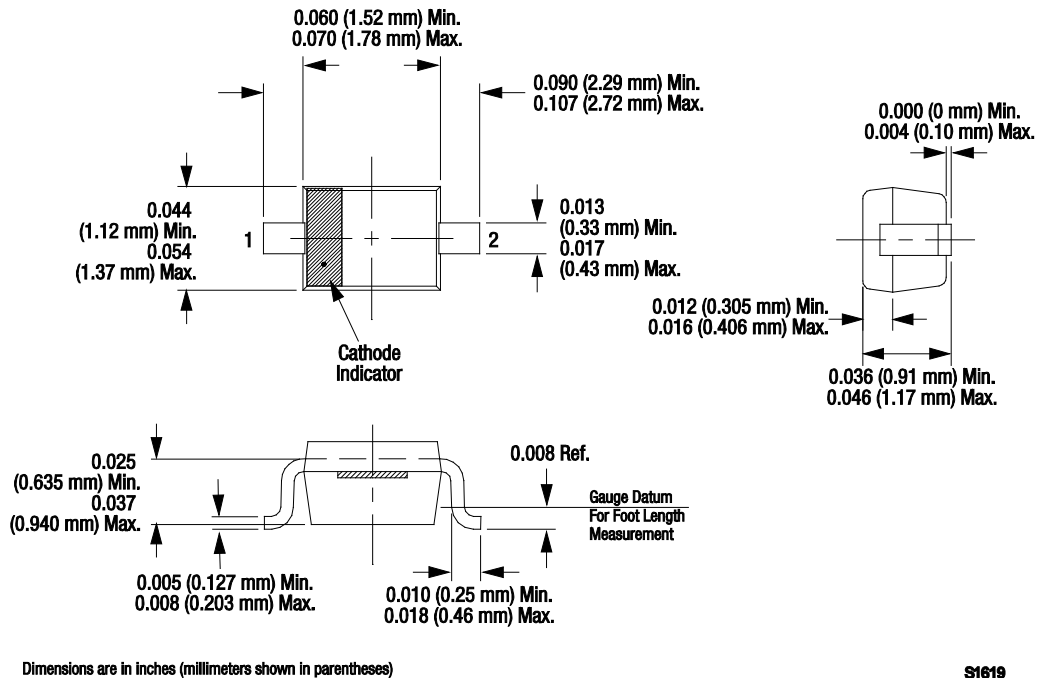 0.060 (1.52 mm) Min.
0.070 (1.78 mm) Max.
0.090 (2.29 mm) Min.
0.107 (2.72 mm) Max.
0.000 (0 mm) Min.
0.004 (0.10 mm) Max.
0.044
(1.12 mm) Min.
0.054
(1.37 mm) Max.
1
2
0.013
(0.33 mm) Min.
0.017
(0.43 mm) Max.
0.012 (0.305 mm) Min.
0.016 (0.406 mm) Max.
Cathode
Indicator
0.036 (0.91 mm) Min.
0.046 (1.17 mm) Max.
0.025
(0.635 mm) Min.
0.037
(0.940 mm) Max.
0.008 Ref.
Gauge Datum
For Foot Length
Measurement
0.005 (0.127 mm) Min.
0.008 (0.203 mm) Max.
0.010 (0.25 mm) Min.
0.018 (0.46 mm) Max.
Dimensions are in inches (millimeters shown in parentheses)
S1619